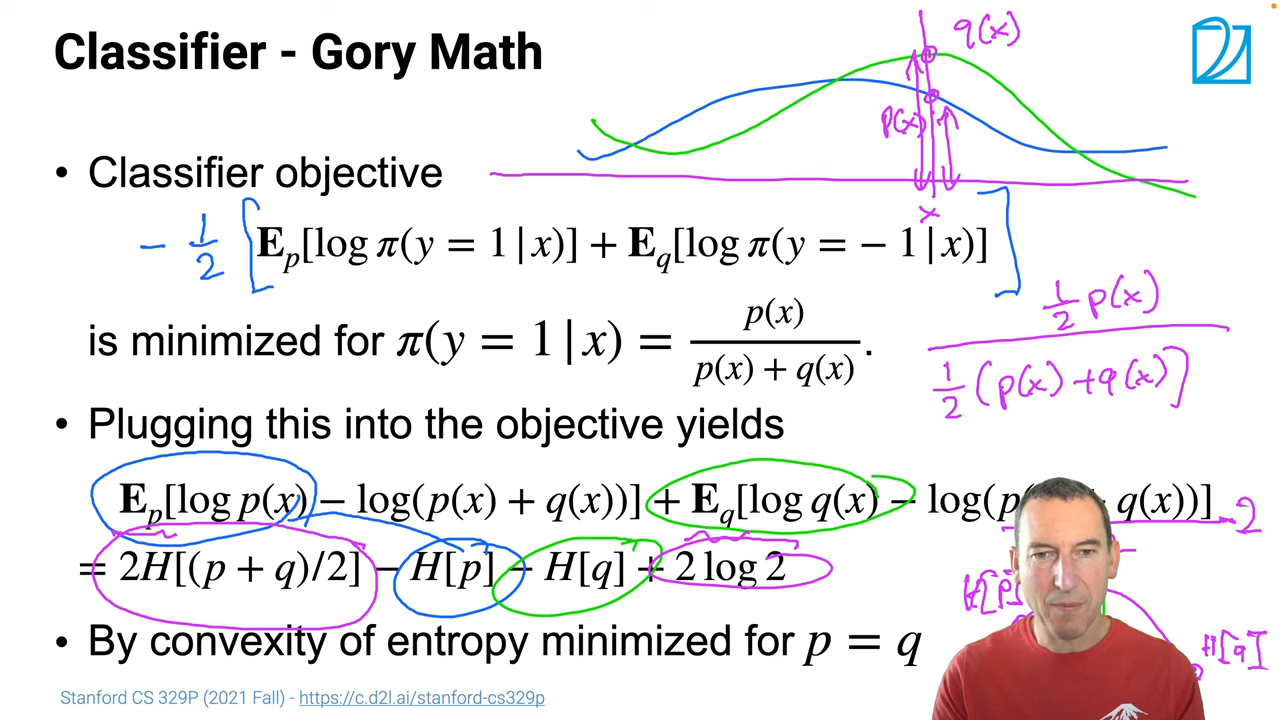 Classifier - Gory Math
q(x)
p(x)
x
• Classifier objective
- 1/2 [E_p[log π(y = 1 | x)] + E_q[log π(y = − 1 | x)]]
is minimized for π(y = 1 | x) = p(x) / (p(x) + q(x)).
1/2 p(x)
1/2 (p(x) + q(x))
• Plugging this into the objective yields
E_p[log p(x) − log(p(x) + q(x))] + E_q[log q(x) − log(p q(x))]
2
= 2H[(p + q)/2] − H[p] − H[q] + 2 log 2
H[p]
H[q]
• By convexity of entropy minimized for p = q
Stanford CS 329P (2021 Fall) - https://c.d2l.ai/stanford-cs329p